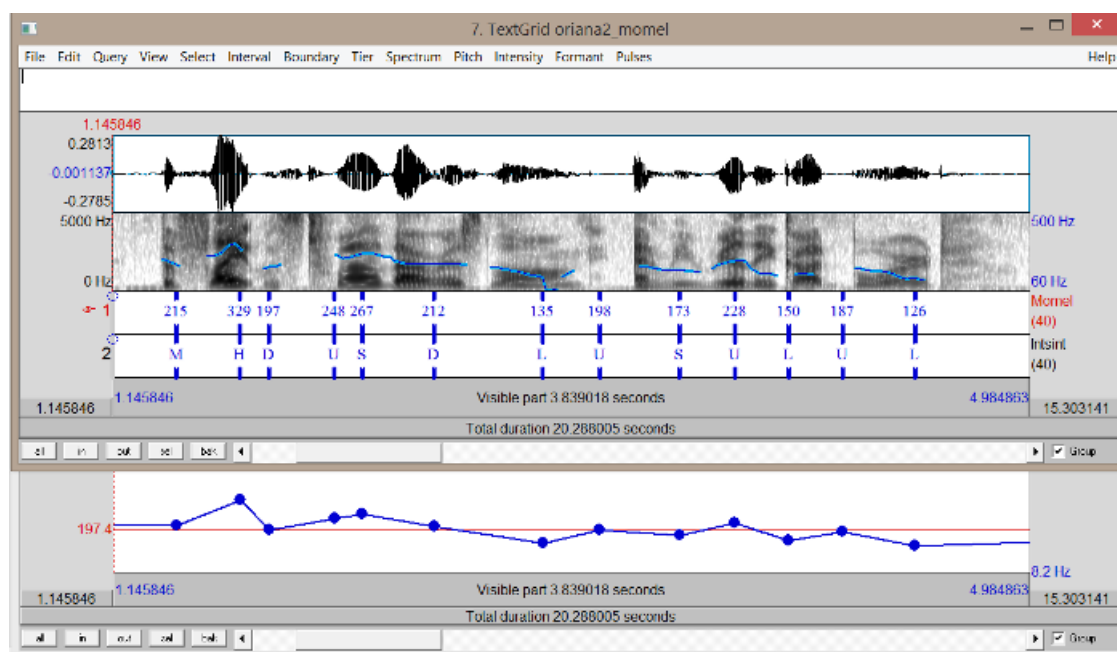 7. TextGrid oriana2_momel
File Edit Query View Select Interval Boundary Tier Spectrum Pitch Intensity Formant Pulses Help
1.145846
0.2813
-0.001137
-0.2785
5000 Hz 500 Hz
0 Hz 60 Hz
1 215 329 197 248 267 212 135 198 173 228 150 187 126 Momel
(40)
2 M H D U S D L U S U L U L Intsint
(40)
1.145846 1.145846 Visible part 3.839018 seconds 4.984863 15.303141
Total duration 20.288005 seconds
all in out sel bak Group
197.4
8.2 Hz
1.145846 1.145846 Visible part 3.839018 seconds 4.984863 15.303141
Total duration 20.288005 seconds
all in out sel bak Group